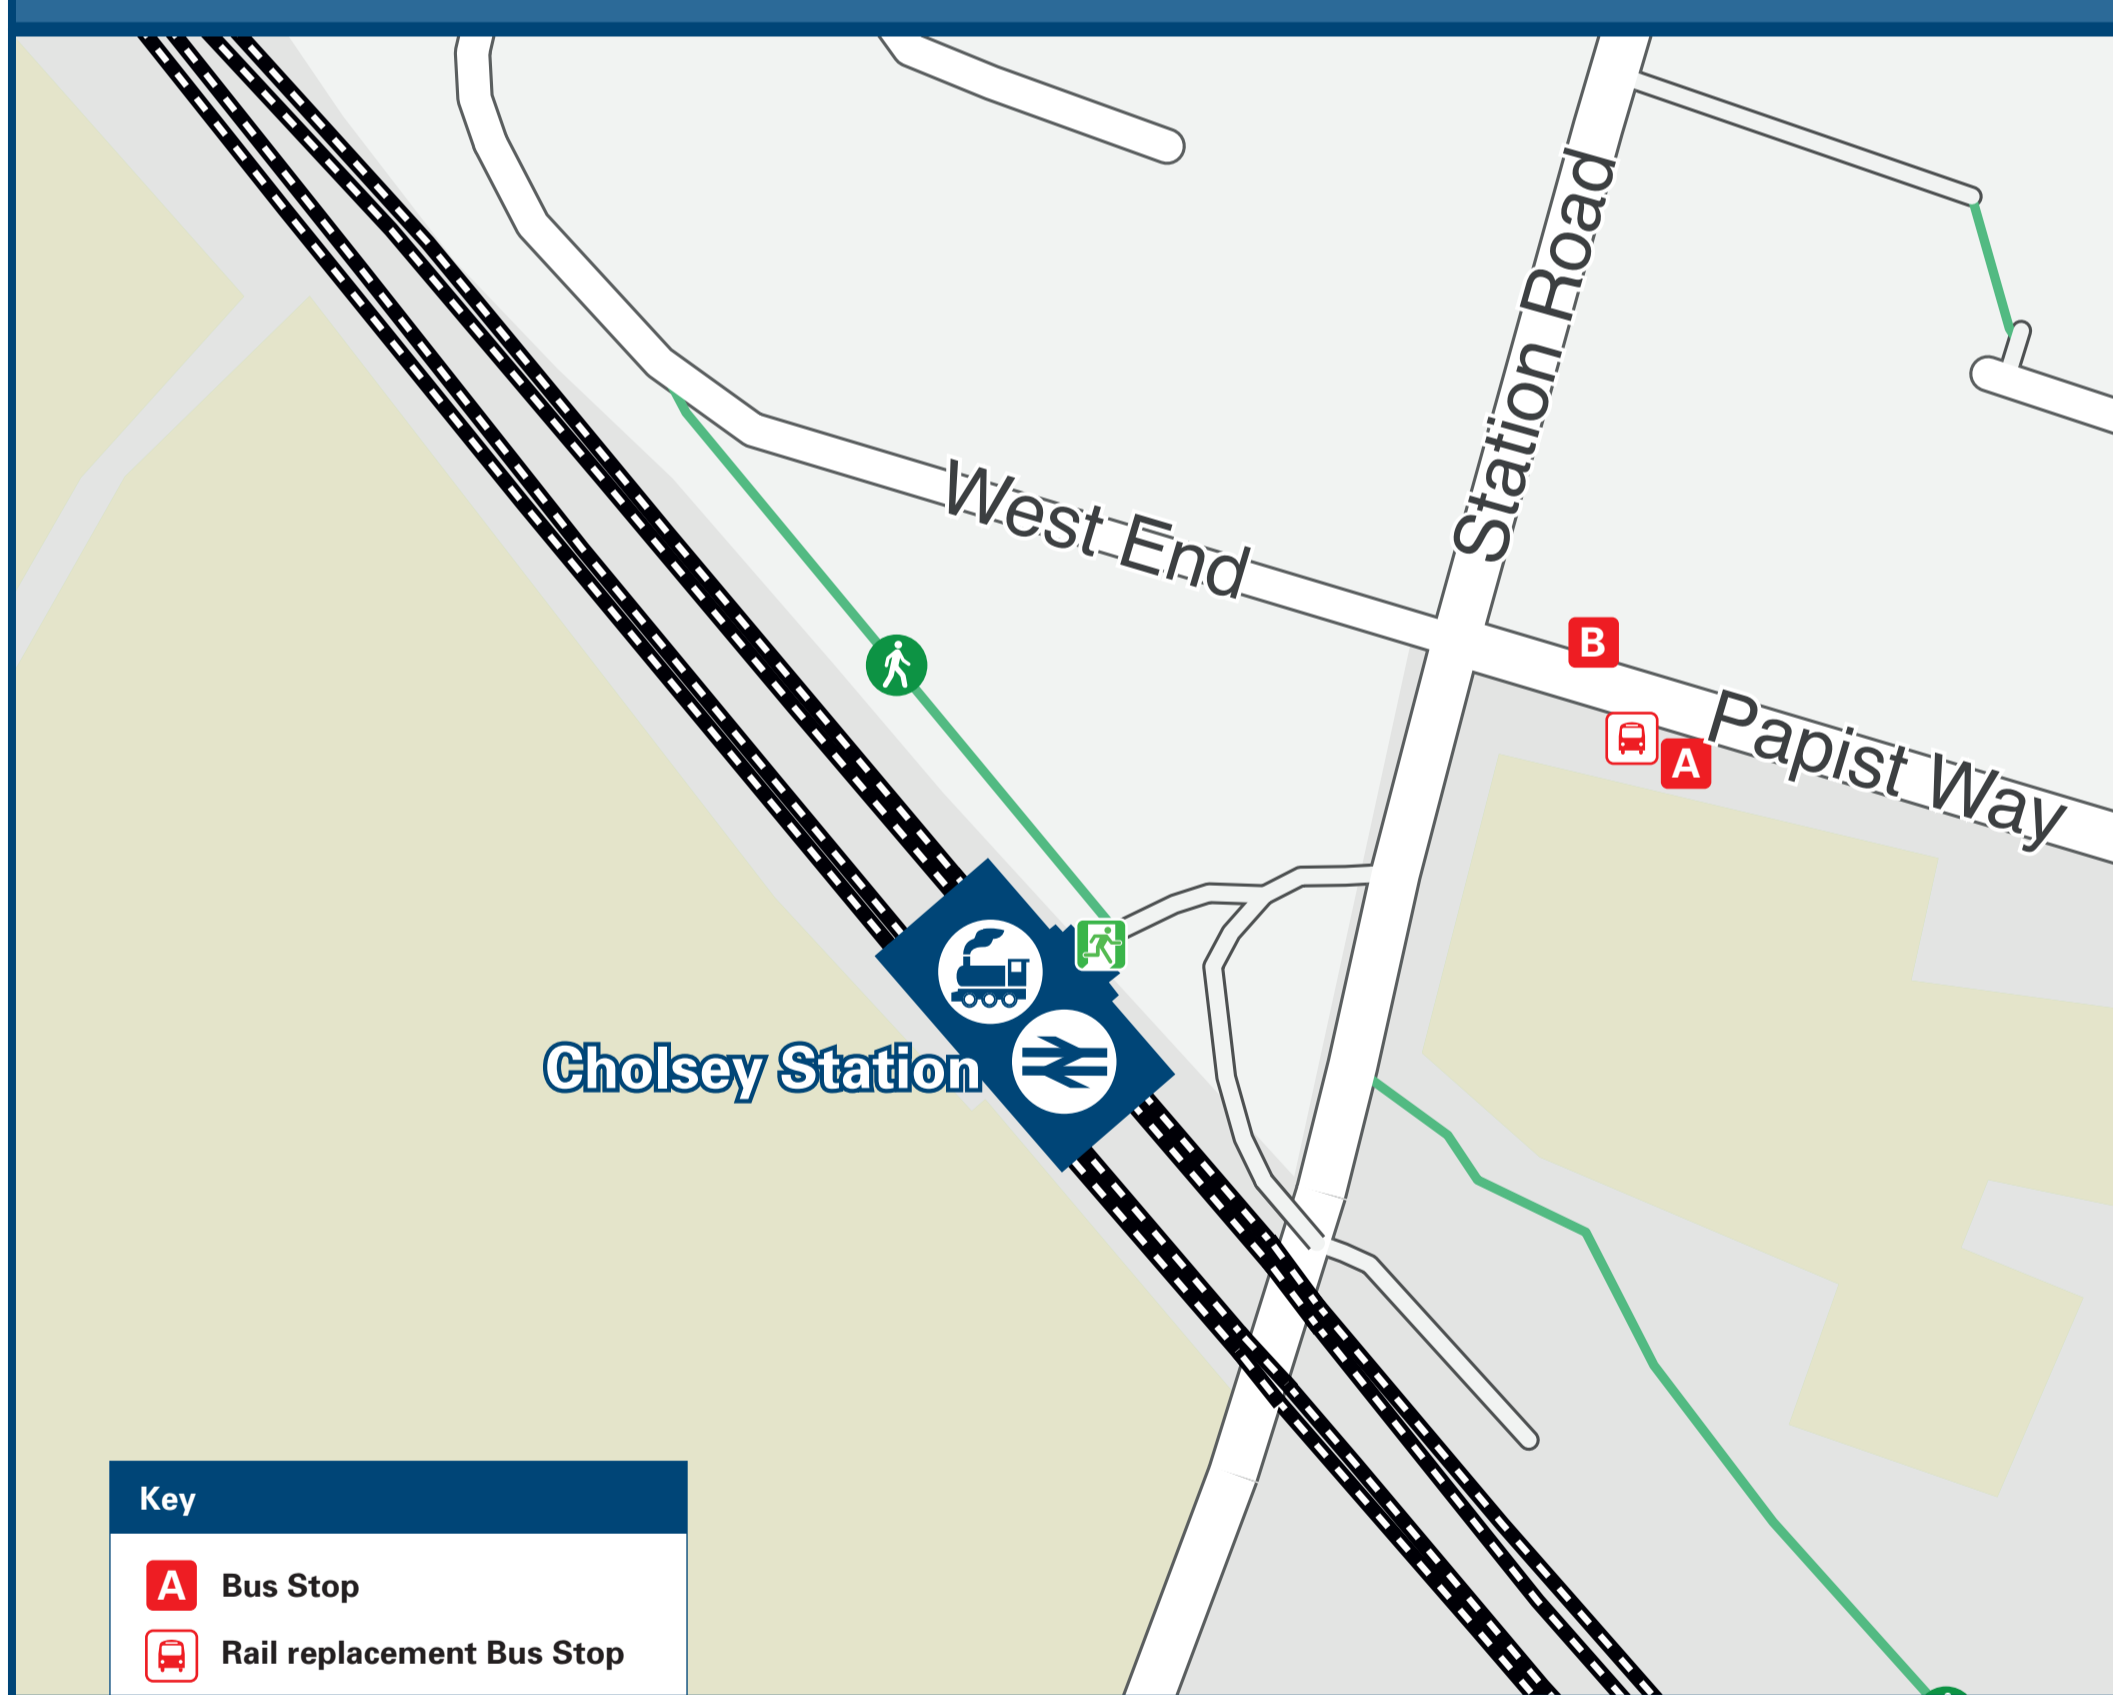 Station Road
West End
B
A
Papist Way
Cholsey Station
Key
A Bus Stop
Rail replacement Bus Stop